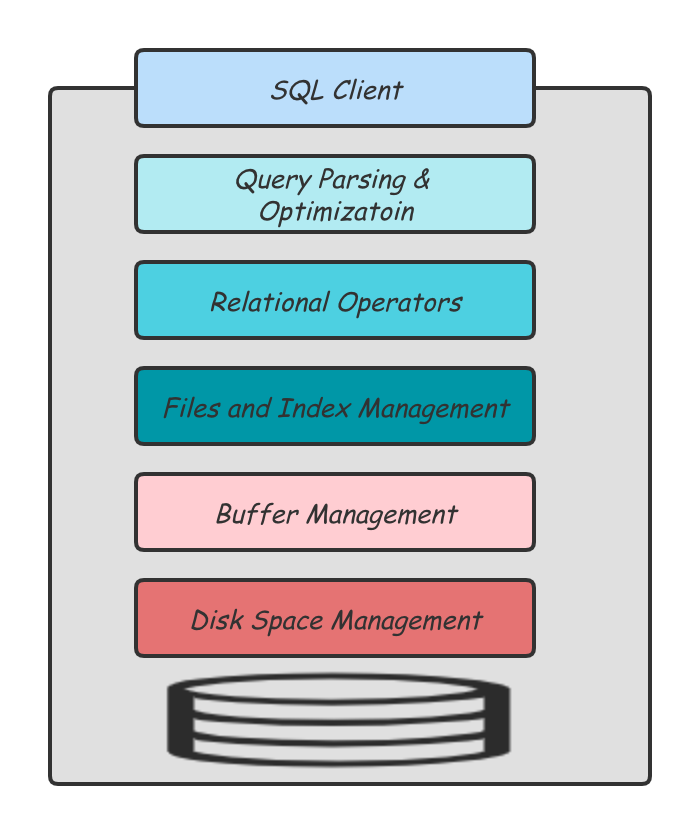 SQL Client
Query Parsing &
Optimizatoin
Relational Operators
Files and Index Management
Buffer Management
Disk Space Management